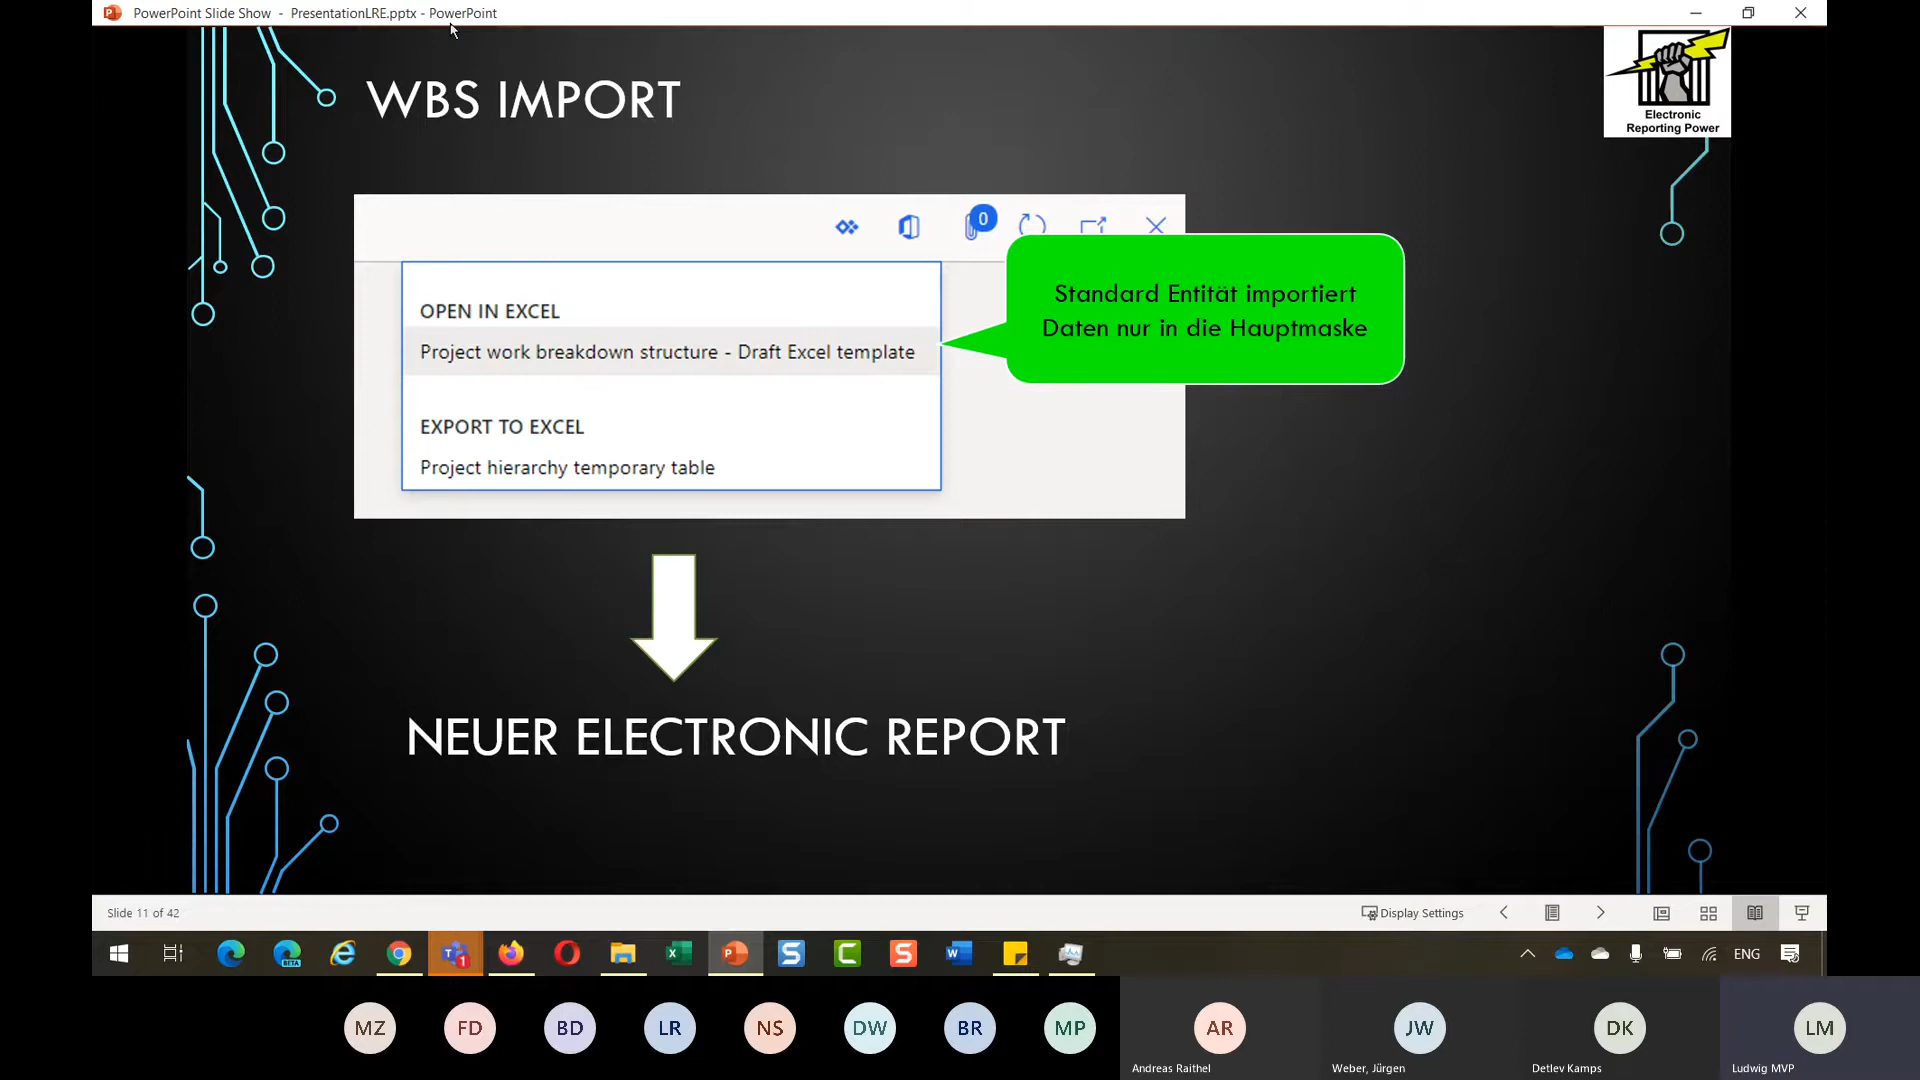 PowerPoint Slide Show - PresentationLRE.pptx - PowerPoint
WBS IMPORT
Electronic
Reporting Power
0
OPEN IN EXCEL
Project work breakdown structure - Draft Excel template
EXPORT TO EXCEL
Project hierarchy temporary table
Standard Entität importiert
Daten nur in die Hauptmaske
NEUER ELECTRONIC REPORT
Slide 11 of 42
Display Settings
BETA
1
ENG
MZ
FD
BD
LR
NS
DW
BR
MP
AR
JW
DK
LM
Andreas Raithel
Weber, Jürgen
Detlev Kamps
Ludwig MVP